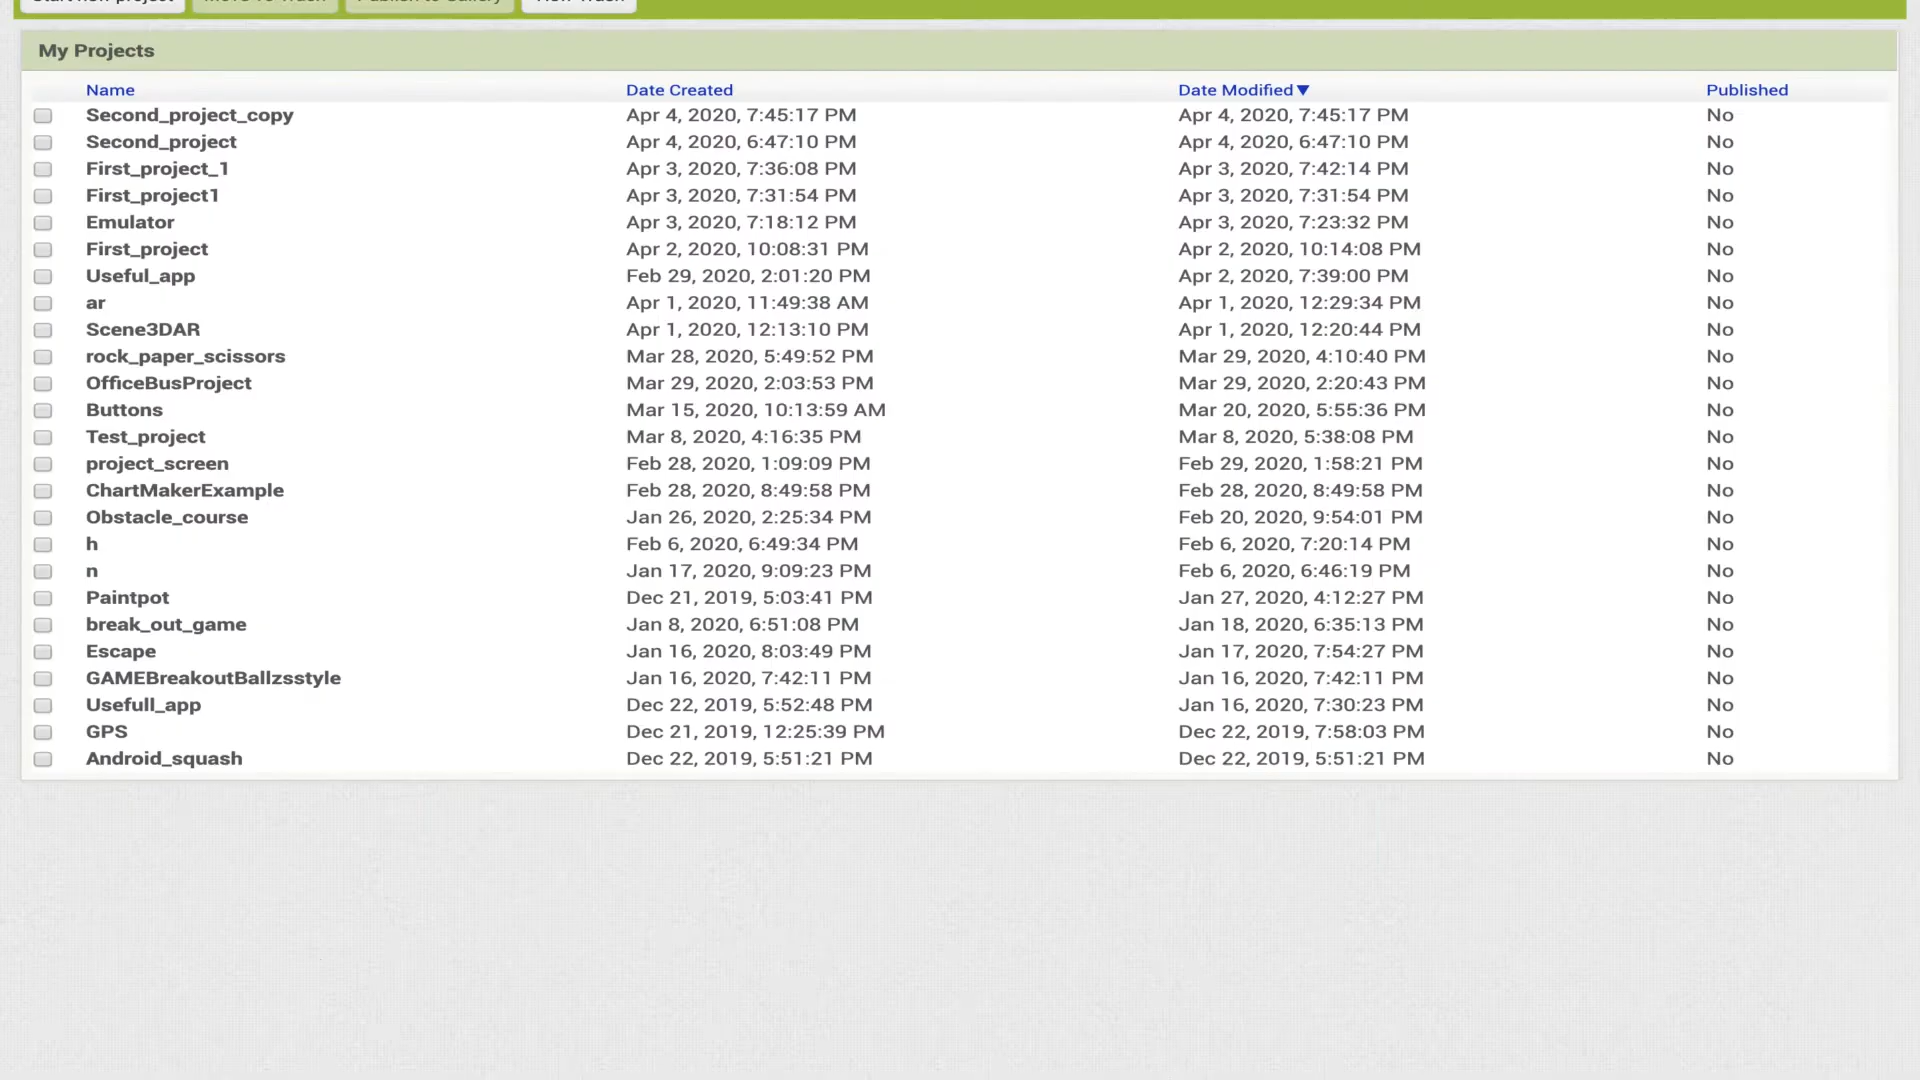 Start new project Move To Trash Publish to Gallery View Trash
My Projects
Name Date Created Date Modified▼ Published
Second_project_copy Apr 4, 2020, 7:45:17 PM Apr 4, 2020, 7:45:17 PM No
Second_project Apr 4, 2020, 6:47:10 PM Apr 4, 2020, 6:47:10 PM No
First_project_1 Apr 3, 2020, 7:36:08 PM Apr 3, 2020, 7:42:14 PM No
First_project1 Apr 3, 2020, 7:31:54 PM Apr 3, 2020, 7:31:54 PM No
Emulator Apr 3, 2020, 7:18:12 PM Apr 3, 2020, 7:23:32 PM No
First_project Apr 2, 2020, 10:08:31 PM Apr 2, 2020, 10:14:08 PM No
Useful_app Feb 29, 2020, 2:01:20 PM Apr 2, 2020, 7:39:00 PM No
ar Apr 1, 2020, 11:49:38 AM Apr 1, 2020, 12:29:34 PM No
Scene3DAR Apr 1, 2020, 12:13:10 PM Apr 1, 2020, 12:20:44 PM No
rock_paper_scissors Mar 28, 2020, 5:49:52 PM Mar 29, 2020, 4:10:40 PM No
OfficeBusProject Mar 29, 2020, 2:03:53 PM Mar 29, 2020, 2:20:43 PM No
Buttons Mar 15, 2020, 10:13:59 AM Mar 20, 2020, 5:55:36 PM No
Test_project Mar 8, 2020, 4:16:35 PM Mar 8, 2020, 5:38:08 PM No
project_screen Feb 28, 2020, 1:09:09 PM Feb 29, 2020, 1:58:21 PM No
ChartMakerExample Feb 28, 2020, 8:49:58 PM Feb 28, 2020, 8:49:58 PM No
Obstacle_course Jan 26, 2020, 2:25:34 PM Feb 20, 2020, 9:54:01 PM No
h Feb 6, 2020, 6:49:34 PM Feb 6, 2020, 7:20:14 PM No
n Jan 17, 2020, 9:09:23 PM Feb 6, 2020, 6:46:19 PM No
Paintpot Dec 21, 2019, 5:03:41 PM Jan 27, 2020, 4:12:27 PM No
break_out_game Jan 8, 2020, 6:51:08 PM Jan 18, 2020, 6:35:13 PM No
Escape Jan 16, 2020, 8:03:49 PM Jan 17, 2020, 7:54:27 PM No
GAMEBreakoutBallzsstyle Jan 16, 2020, 7:42:11 PM Jan 16, 2020, 7:42:11 PM No
Usefull_app Dec 22, 2019, 5:52:48 PM Jan 16, 2020, 7:30:23 PM No
GPS Dec 21, 2019, 12:25:39 PM Dec 22, 2019, 7:58:03 PM No
Android_squash Dec 22, 2019, 5:51:21 PM Dec 22, 2019, 5:51:21 PM No